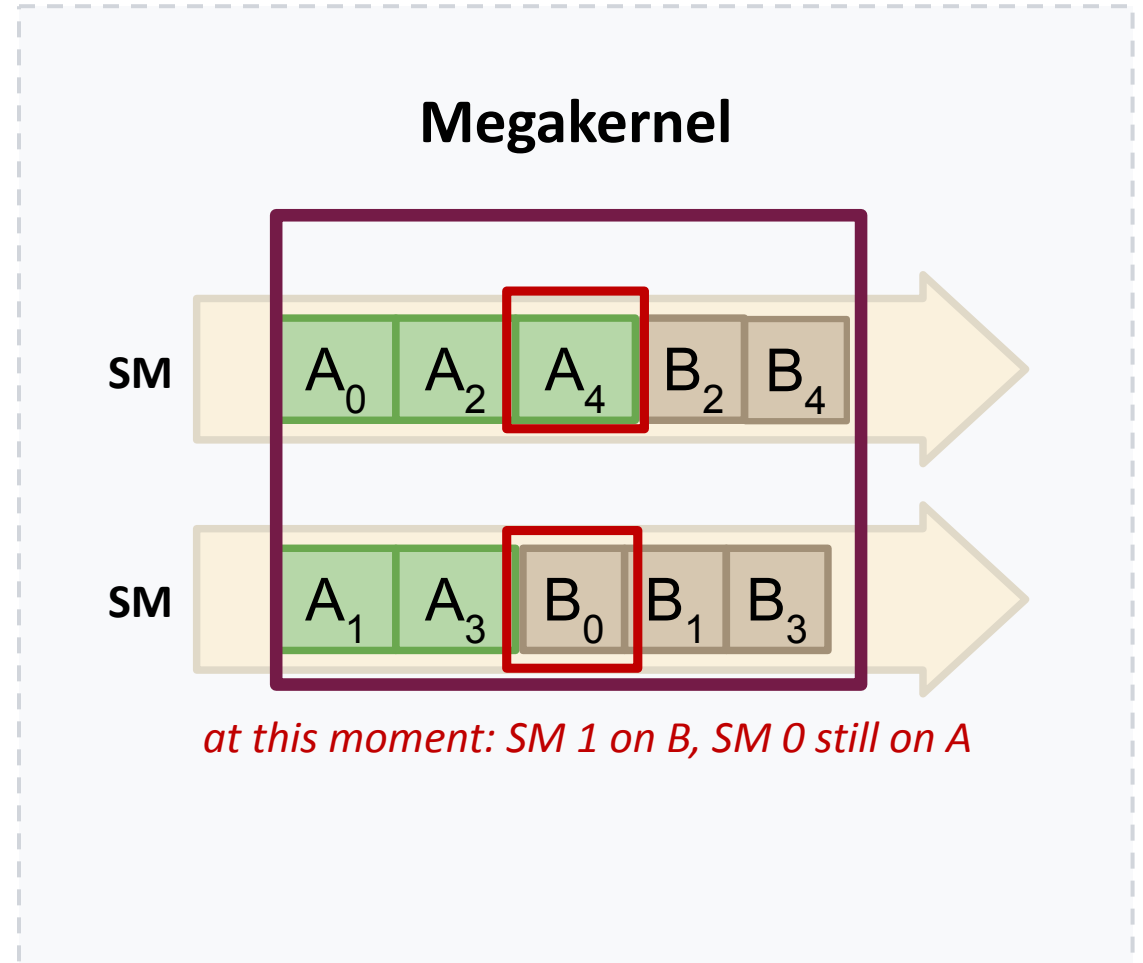 Megakernel
SM A₀ A₂ A₄ B₂ B₄
SM A₁ A₃ B₀ B₁ B₃
at this moment: SM 1 on B, SM 0 still on A